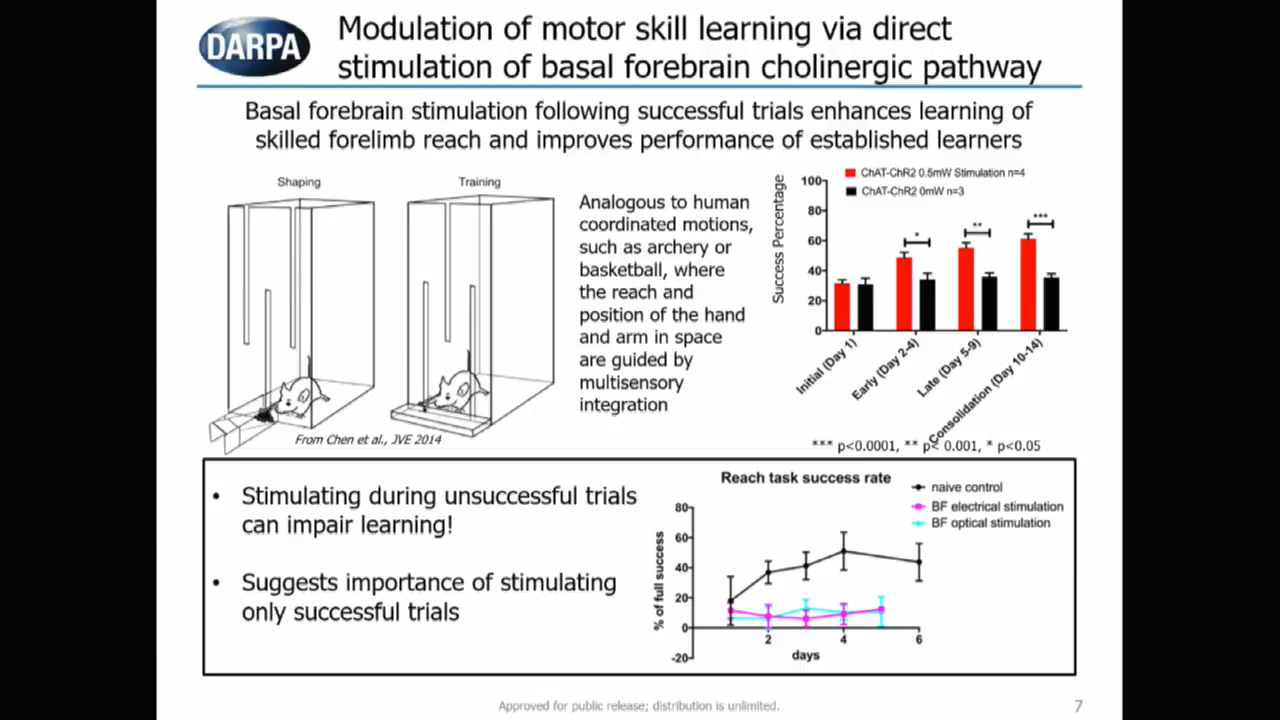 DARPA
Modulation of motor skill learning via direct
stimulation of basal forebrain cholinergic pathway
Basal forebrain stimulation following successful trials enhances learning of
skilled forelimb reach and improves performance of established learners
Shaping
Training
From Chen et al., JVE 2014
Analogous to human
coordinated motions,
such as archery or
basketball, where
the reach and
position of the hand
and arm in space
are guided by
multisensory
integration
ChAT-ChR2 0.5mW Stimulation n=4
ChAT-ChR2 0mW n=3
Success Percentage
100
80
60
40
20
0
*
**
***
Initial (Day 1)
Early (Day 2-4)
Late (Day 5-9)
Consolidation (Day 10-14)
*** p<0.0001, ** p< 0.001, * p<0.05
• Stimulating during unsuccessful trials
can impair learning!
• Suggests importance of stimulating
only successful trials
Reach task success rate
naive control
BF electrical stimulation
BF optical stimulation
% of full success
80
60
40
20
0
-20
2
4
6
days
Approved for public release; distribution is unlimited.
7